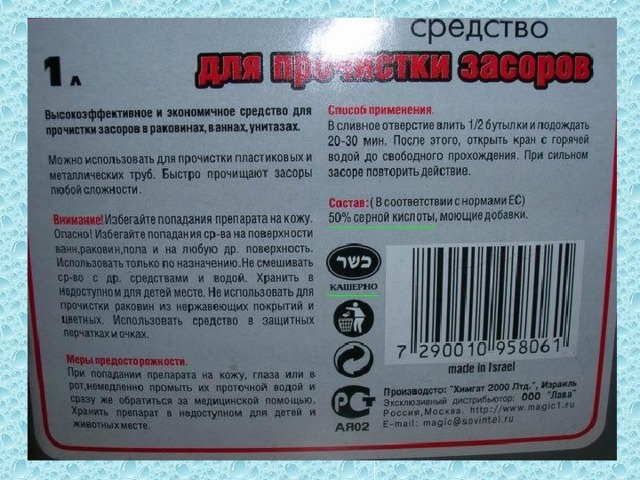 средство
для прочистки засоров
1 л
Высокоэффективное и экономичное средство для
прочистки засоров в раковинах, ваннах, унитазах.
Можно использовать для прочистки пластиковых и
металлических труб. Быстро прочищают засоры
любой сложности.
Внимание! Избегайте попадания препарата на кожу.
Опасно! Избегайте попадания ср-ва на поверхности
ванн,раковин,пола и на любую др. поверхность.
Использовать только по назначению.Не смешивать
ср-во с др. средствами и водой. Хранить в
недоступном для детей месте. Не использовать для
прочистки раковин из нержавеющих покрытий и
цветных. Использовать средство в защитных
перчатках и очках.
Меры предосторожности.
При попадании препарата на кожу, глаза или в
рот,немедленно промыть их проточной водой и
сразу же обратиться за медицинской помощью.
Хранить препарат в недоступном для детей и
животных месте.
Способ применения.
В сливное отверстие влить 1/2 бутылки и подождать
20-30 мин. После этого, открыть кран с горячей
водой до свободного прохождения. При сильном
засоре повторить действие.
Состав: ( В соответствии с нормами ЕС)
50% серной кислоты, моющие добавки.
כשר
КАШЕРНО
7 290010 958061
made in Israel
РСТ
АЯ02
Производсто: "Химгат 2000 Лтд.", Израиль
Эксклюзивный дистрибьютор: ООО "Лява"
Россия,Москва. http://www.magic1.ru
E-mail: magic@sovintel.ru